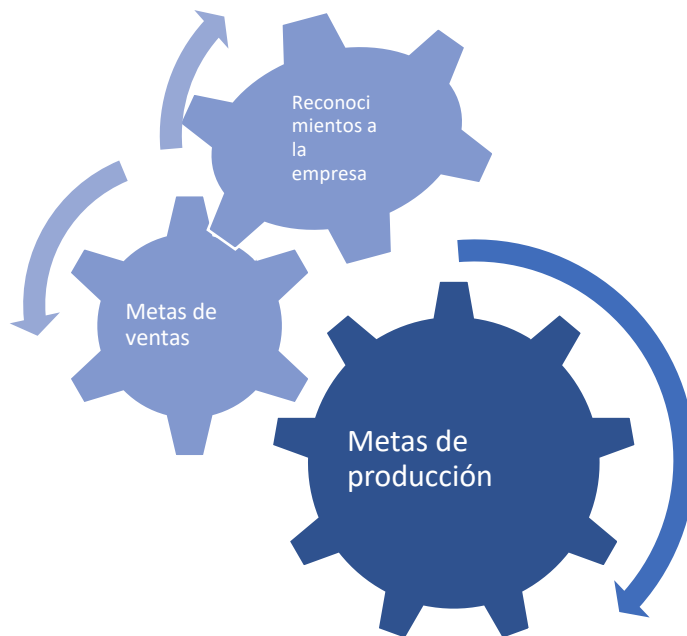 Reconoci
mientos a
la
empresa
Metas de
ventas
Metas de
producción